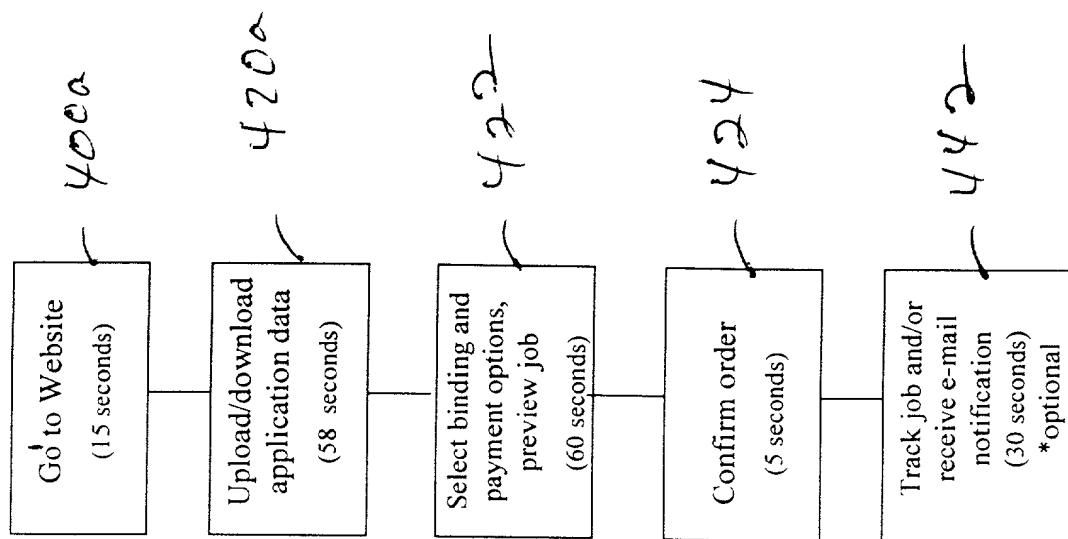 Go to Website
(15 seconds)
400a
Upload/download
application data
(58 seconds)
420a
Select binding and
payment options,
preview job
(60 seconds)
422
Confirm order
(5 seconds)
424
Track job and/or
receive e-mail
notification
(30 seconds)
*optional
442